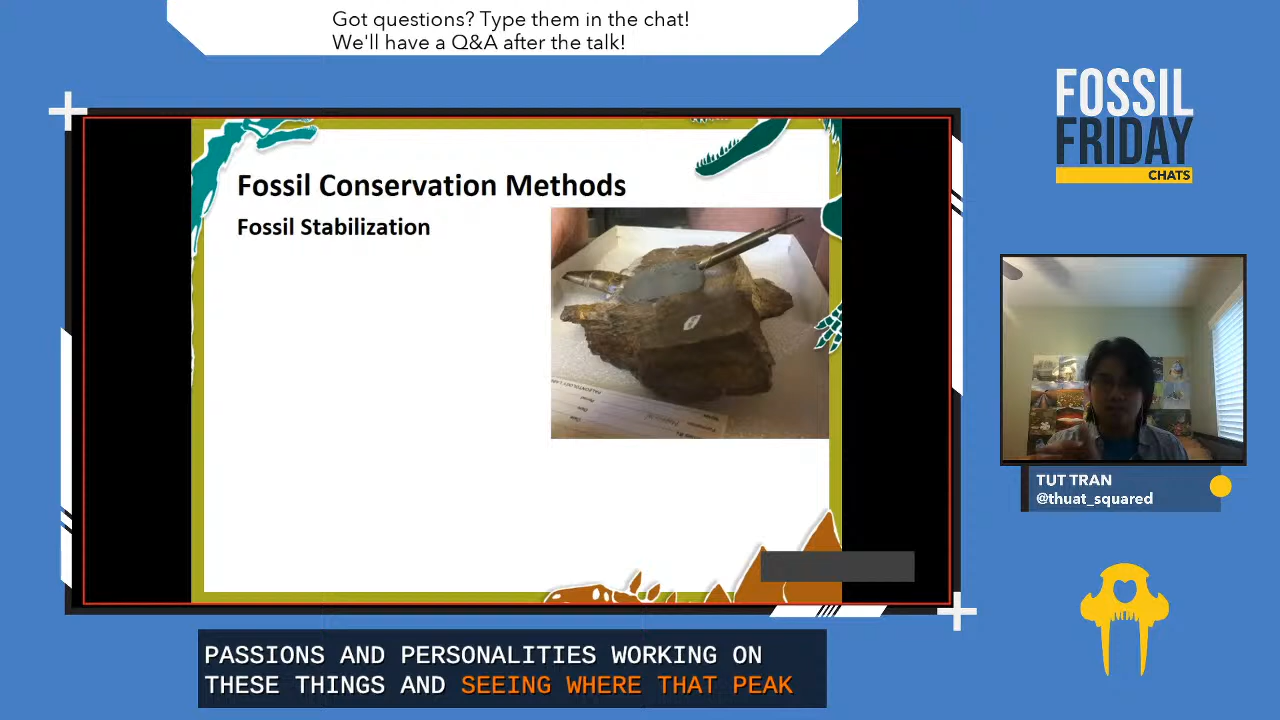 Got questions? Type them in the chat!
We'll have a Q&A after the talk!
FOSSIL
FRIDAY
CHATS
Fossil Conservation Methods
Fossil Stabilization
TUT TRAN
@thuat_squared
PASSIONS AND PERSONALITIES WORKING ON
THESE THINGS AND SEEING WHERE THAT PEAK